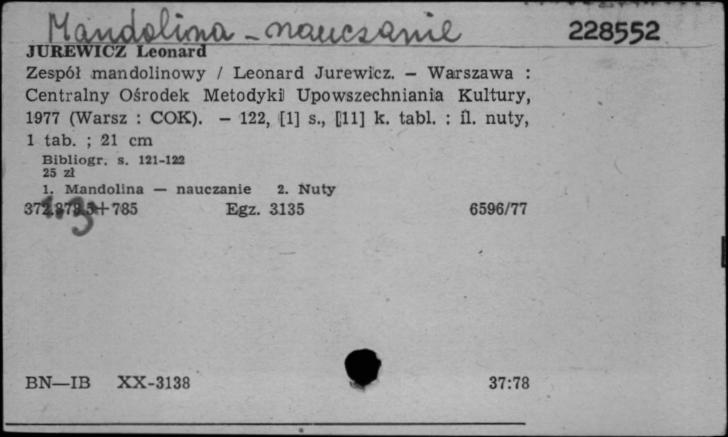 Mandolina - nauczanie 228552
JUREWICZ Leonard
Zespół mandolinowy / Leonard Jurewicz. — Warszawa :
Centralny Ośrodek Metodyki Upowszechniania Kultury,
1977 (Warsz : COK). — 122, [1] s., [11] k. tabl. : fl. nuty,
1 tab. ; 21 cm
Bibliogr. s. 121-122
25 zł
1. Mandolina — nauczanie 2. Nuty
+785 Egz. 3135 6596/77
BN—IB XX-3138 37:78